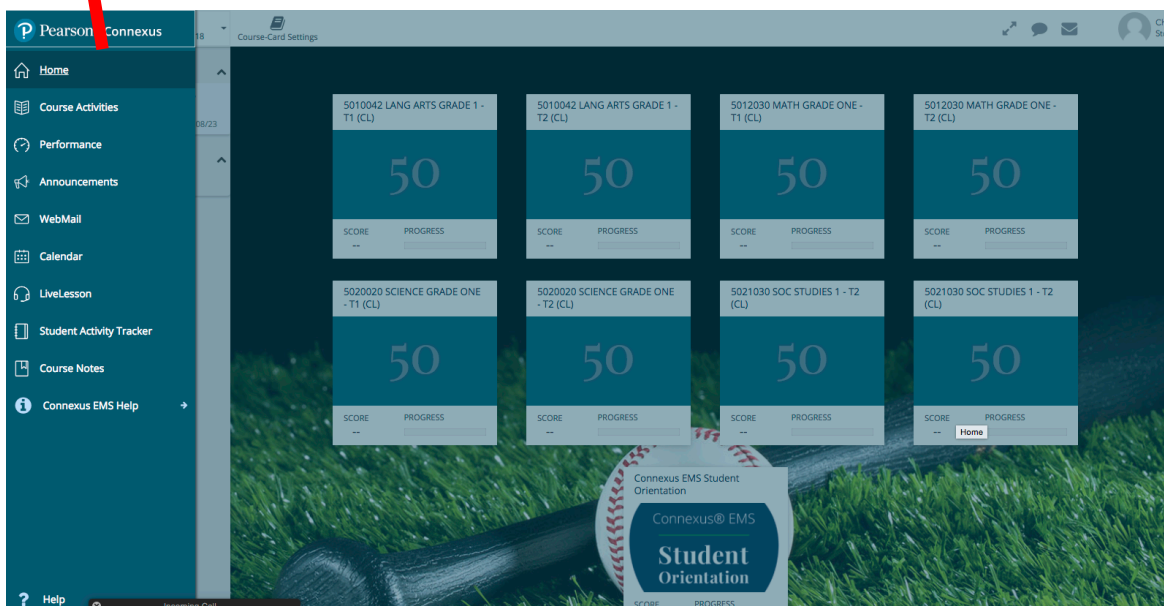 Pearson Connexus
18
Course-Card Settings
Home
Course Activities
08/23
Performance
Announcements
WebMail
Calendar
LiveLesson
Student Activity Tracker
Course Notes
Connexus EMS Help
Help
Incoming Call
5010042 LANG ARTS GRADE 1 -
T1 (CL)
50
SCORE PROGRESS
--
5010042 LANG ARTS GRADE 1 -
T2 (CL)
50
SCORE PROGRESS
--
5012030 MATH GRADE ONE -
T1 (CL)
50
SCORE PROGRESS
--
5012030 MATH GRADE ONE -
T2 (CL)
50
SCORE PROGRESS
--
5020020 SCIENCE GRADE ONE
- T1 (CL)
50
SCORE PROGRESS
--
5020020 SCIENCE GRADE ONE
- T2 (CL)
50
SCORE PROGRESS
--
5021030 SOC STUDIES 1 - T2
(CL)
50
SCORE PROGRESS
--
5021030 SOC STUDIES 1 - T2
(CL)
50
SCORE PROGRESS
--
Home
Connexus EMS Student
Orientation
Connexus® EMS
Student
Orientation
SCORE PROGRESS